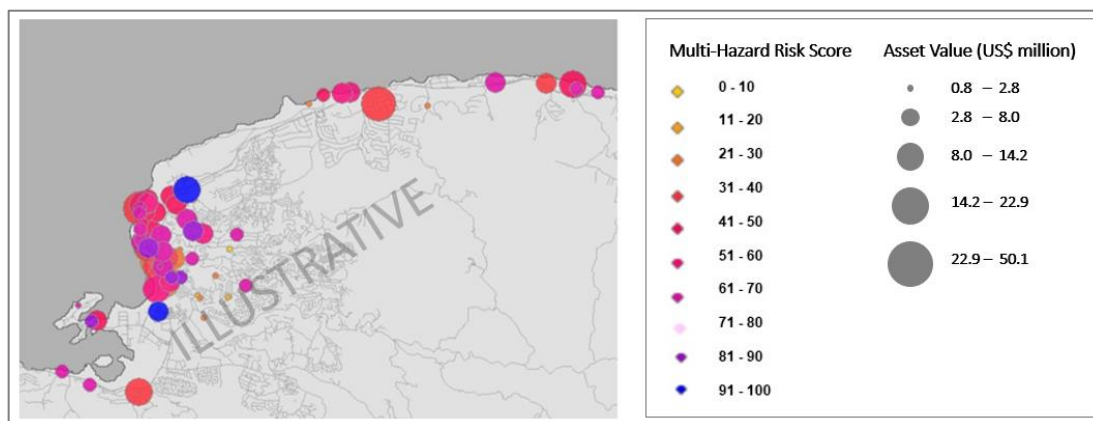 ILLUSTRATIVE
Multi-Hazard Risk Score
0 - 10
11 - 20
21 - 30
31 - 40
41 - 50
51 - 60
61 - 70
71 - 80
81 - 90
91 - 100
Asset Value (US$ million)
0.8 – 2.8
2.8 – 8.0
8.0 – 14.2
14.2 – 22.9
22.9 – 50.1